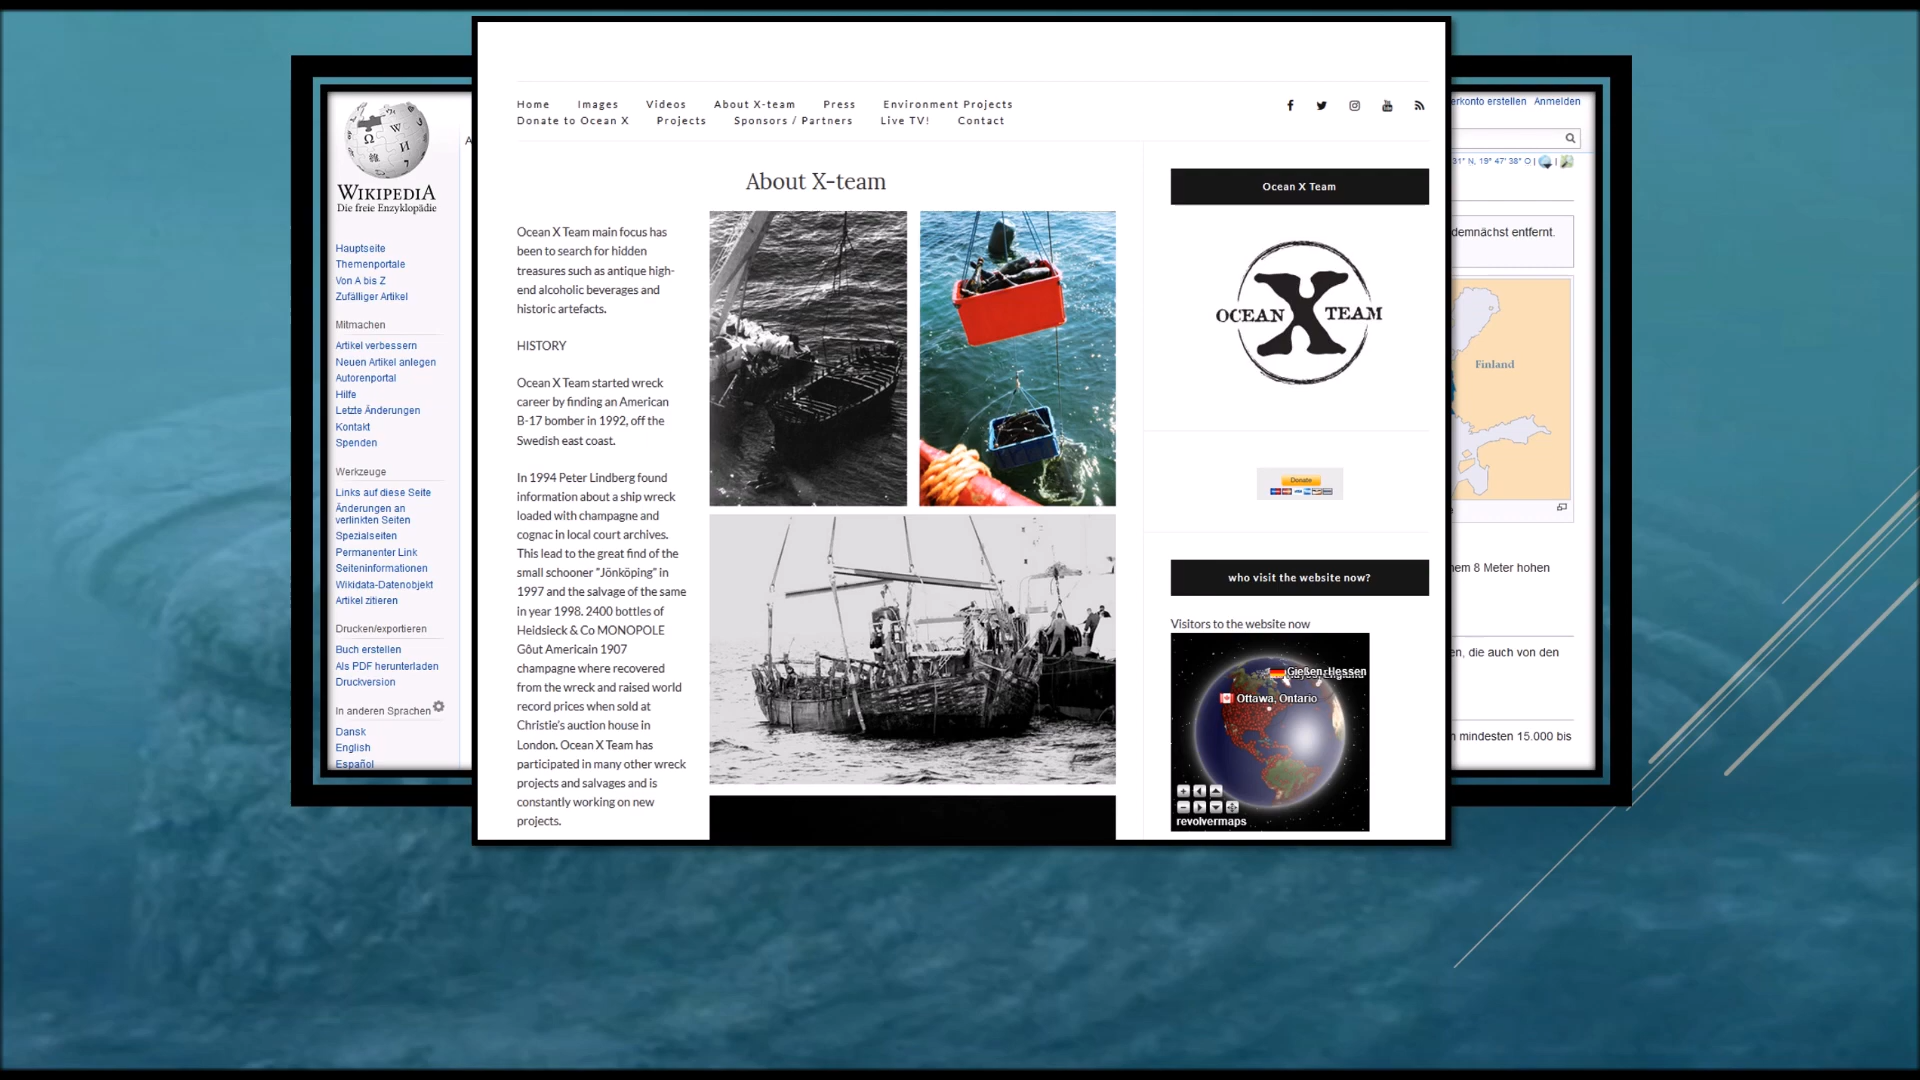 Home Images Videos About X-team Press Environment Projects
Donate to Ocean X Projects Sponsors / Partners Live TV! Contact
About X-team
Ocean X Team main focus has
been to search for hidden
treasures such as antique high-
end alcoholic beverages and
historic artefacts.
HISTORY
Ocean X Team started wreck
career by finding an American
B-17 bomber in 1992, off the
Swedish east coast.
In 1994 Peter Lindberg found
information about a ship wreck
loaded with champagne and
cognac in local court archives.
This lead to the great find of the
small schooner "Jönköping" in
1997 and the salvage of the same
in year 1998. 2400 bottles of
Heidsieck & Co MONOPOLE
Gôut Americain 1907
champagne where recovered
from the wreck and raised world
record prices when sold at
Christie's auction house in
London. Ocean X Team has
participated in many other wreck
projects and salvages and is
constantly working on new
projects.
Ocean X Team
OCEAN X TEAM
Donate
who visit the website now?
Visitors to the website now
Gießen, Hessen
Ottawa, Ontario
revolvermaps
WIKIPEDIA
Die freie Enzyklopädie
Hauptseite
Themenportale
Von A bis Z
Zufälliger Artikel
Mitmachen
Artikel verbessern
Neuen Artikel anlegen
Autorenportal
Hilfe
Letzte Änderungen
Kontakt
Spenden
Werkzeuge
Links auf diese Seite
Änderungen an
verlinkten Seiten
Spezialseiten
Permanenter Link
Seiteninformationen
Wikidata-Datenobjekt
Artikel zitieren
Drucken/exportieren
Buch erstellen
Als PDF herunterladen
Druckversion
In anderen Sprachen
Dansk
English
Español
erkonto erstellen Anmelden
31" N, 19° 47' 38" O |
demnächst entfernt.
Finland
8 Meter hohen
n, die auch von den
mindesten 15.000 bis